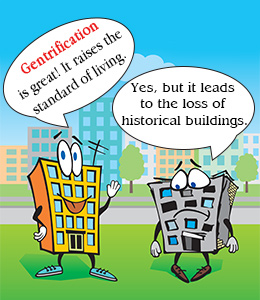 Gentrification
is great! It raises the
standard of living.
Yes, but it leads
to the loss of
historical buildings.